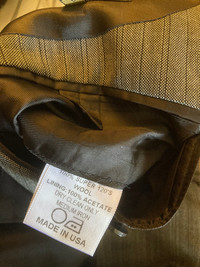 100% SUPER 120'S
WOOL
LINING: 100% ACETATE
DRY CLEAN ONLY
MEDIUM IRON
MADE IN USA